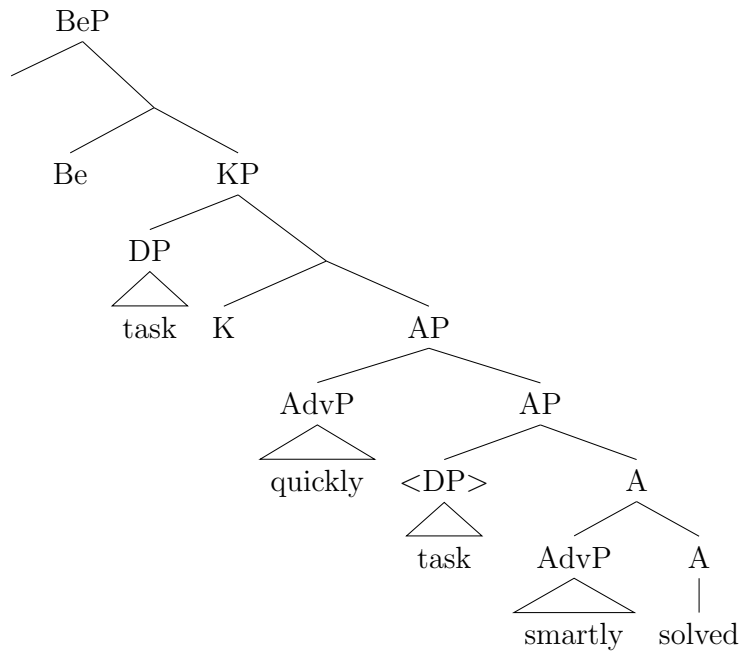 BeP
Be KP
DP
task K AP
AdvP AP
quickly <DP> A
task AdvP A
smartly solved